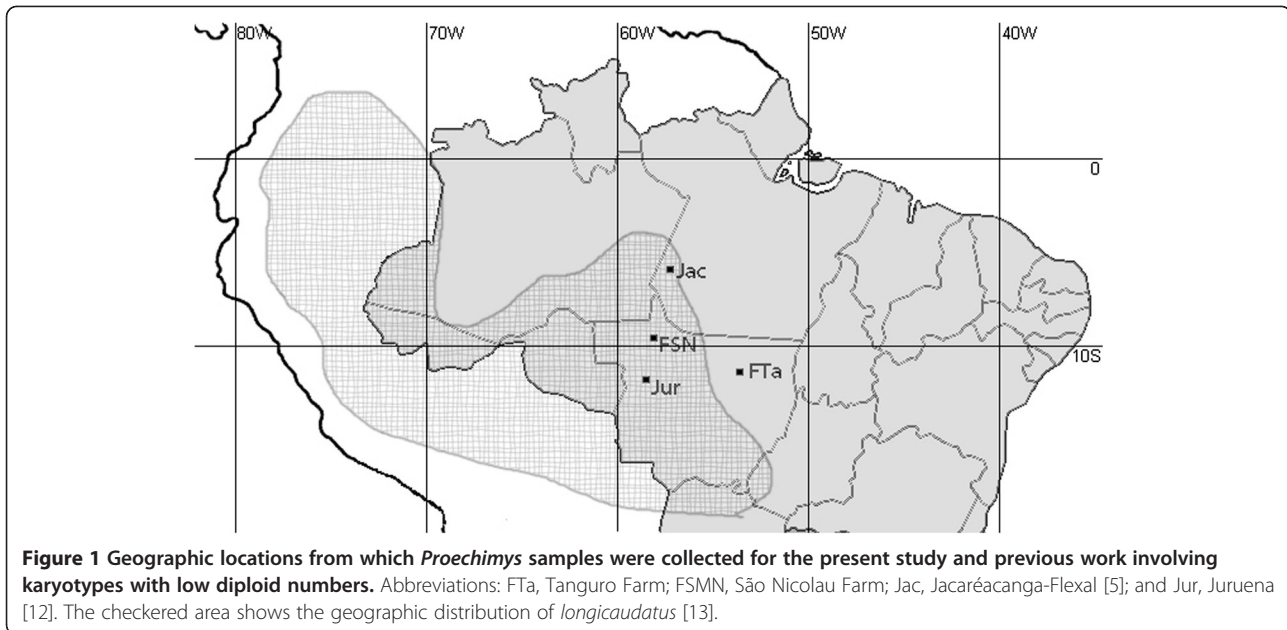 80W 70W 60W 50W 40W
0
Jac
FSN
10S
FTa
Jur
Figure 1 Geographic locations from which Proechimys samples were collected for the present study and previous work involving
karyotypes with low diploid numbers. Abbreviations: FTa, Tanguro Farm; FSMN, São Nicolau Farm; Jac, Jacaréacanga-Flexal [5]; and Jur, Juruena
[12]. The checkered area shows the geographic distribution of longicaudatus [13].